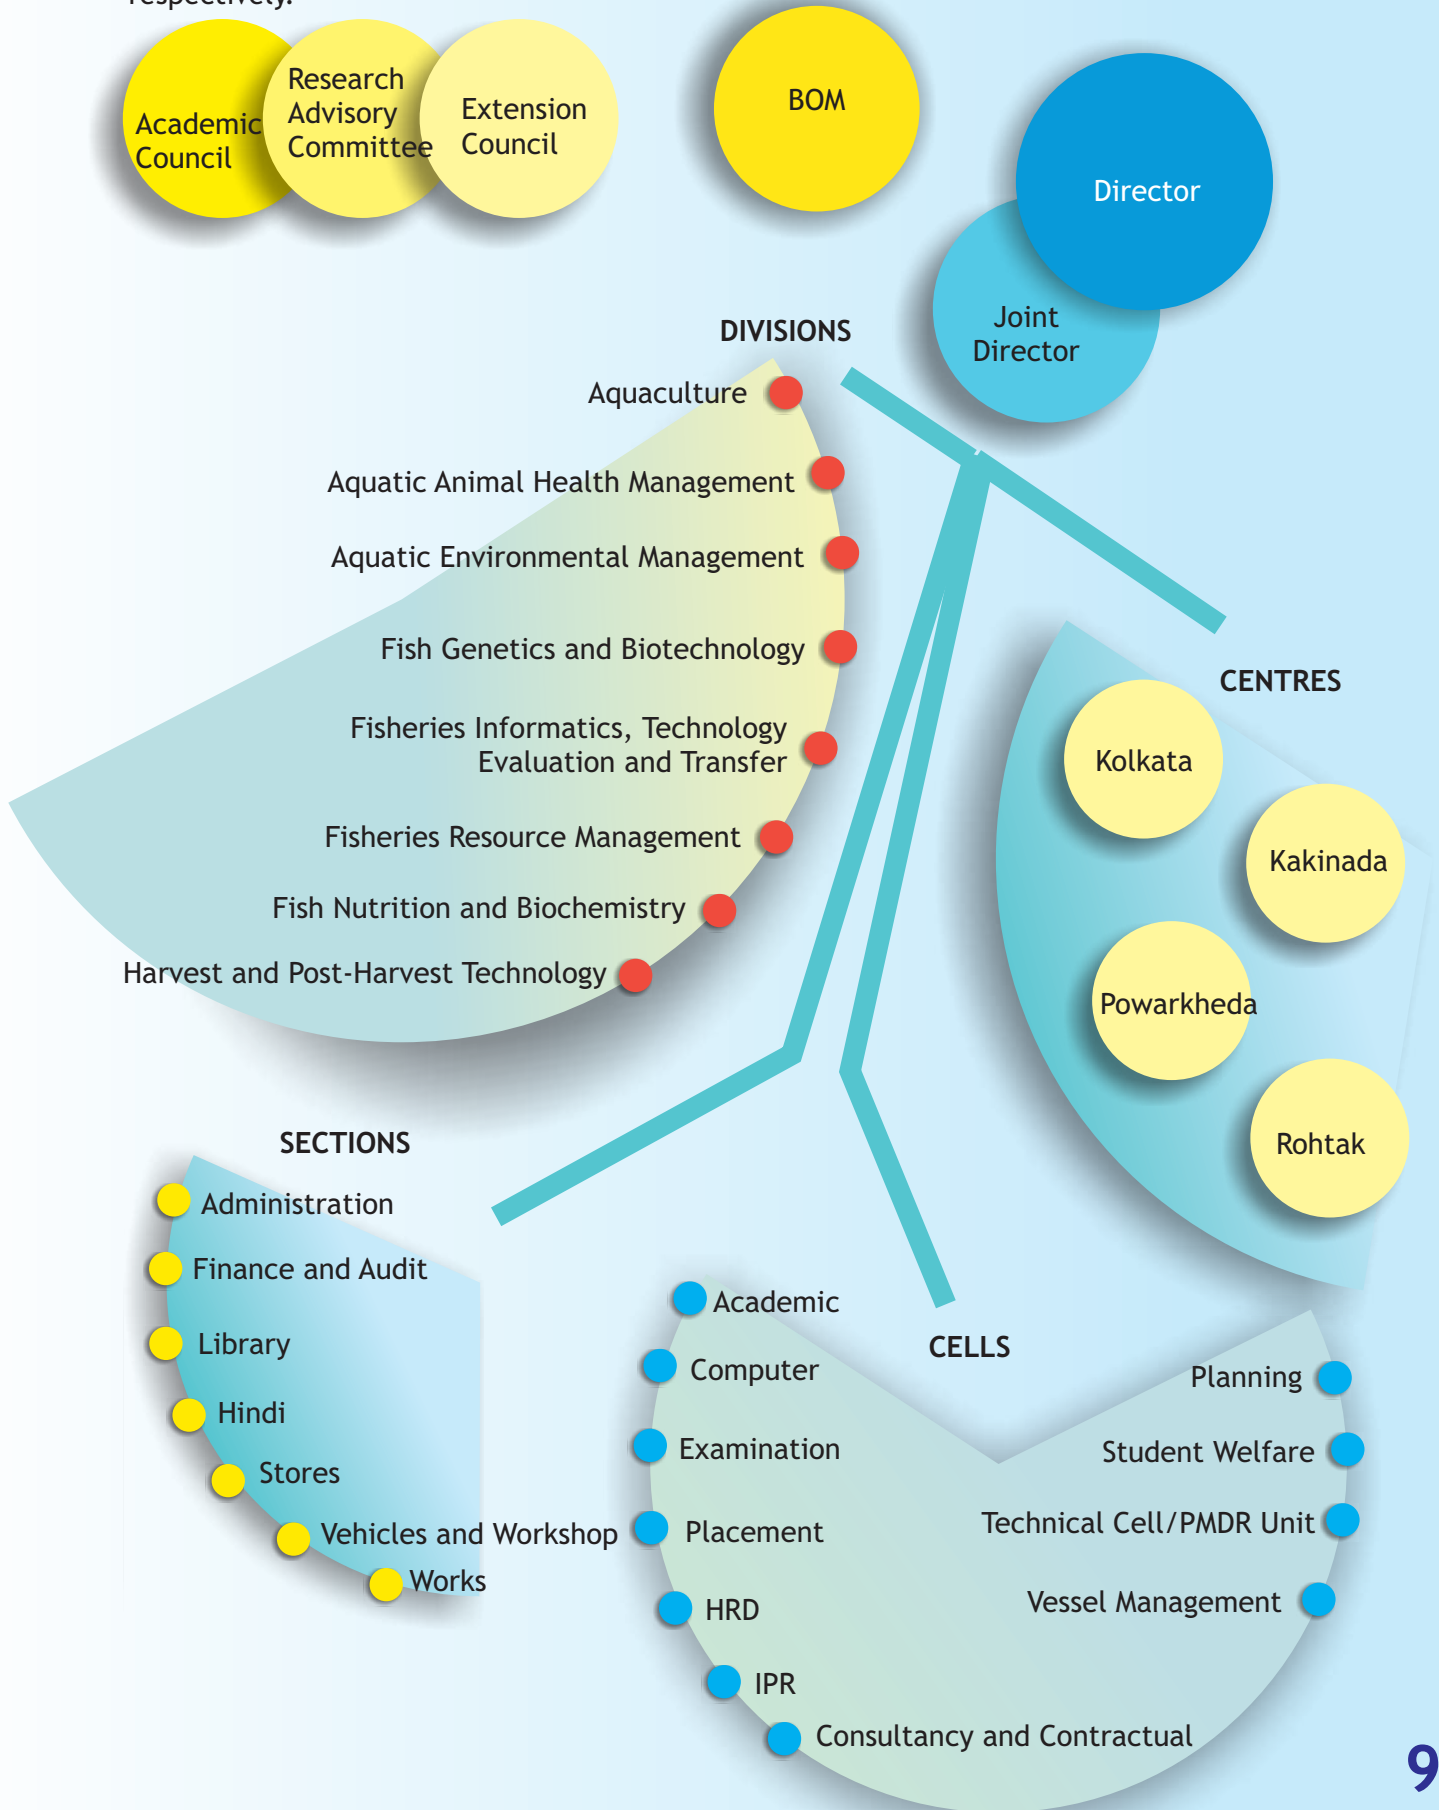 respectively.
Academic
Council
Research
Advisory
Committee
Extension
Council
BOM
Director
Joint
Director
DIVISIONS
Aquaculture
Aquatic Animal Health Management
Aquatic Environmental Management
Fish Genetics and Biotechnology
Fisheries Informatics, Technology
Evaluation and Transfer
Fisheries Resource Management
Fish Nutrition and Biochemistry
Harvest and Post-Harvest Technology
CENTRES
Kolkata
Kakinada
Powarkheda
Rohtak
SECTIONS
Administration
Finance and Audit
Library
Hindi
Stores
Vehicles and Workshop
Works
CELLS
Academic
Computer
Examination
Placement
HRD
IPR
Consultancy and Contractual
Planning
Student Welfare
Technical Cell/PMDR Unit
Vessel Management
9